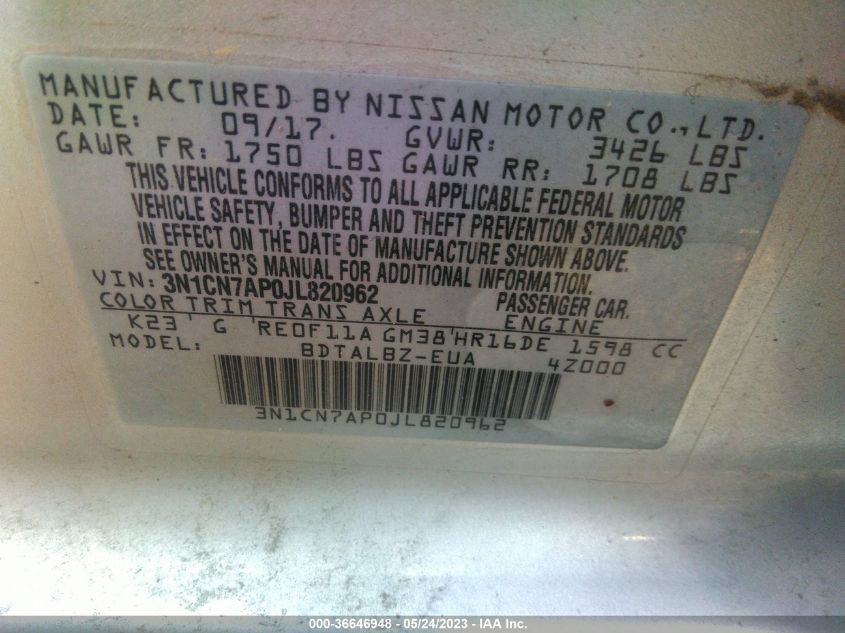 MANUFACTURED BY NISSAN MOTOR CO.,LTD.
DATE: 09/17. GVWR: 3426 LBS
GAWR FR: 1750 LBS GAWR RR: 1708 LBS
THIS VEHICLE CONFORMS TO ALL APPLICABLE FEDERAL MOTOR
VEHICLE SAFETY, BUMPER AND THEFT PREVENTION STANDARDS
IN EFFECT ON THE DATE OF MANUFACTURE SHOWN ABOVE.
SEE OWNER'S MANUAL FOR ADDITIONAL INFORMATION.
VIN: 3N1CN7AP0JL820962 PASSENGER CAR.
COLOR TRIM TRANS AXLE ENGINE
K23 ' G 'RE0F11A GM38'HR16DE 1598 CC
MODEL: BDTALBZ-EUA 4Z000
3N1CN7AP0JL820962
000-36646948 - 05/24/2023 - IAA Inc.